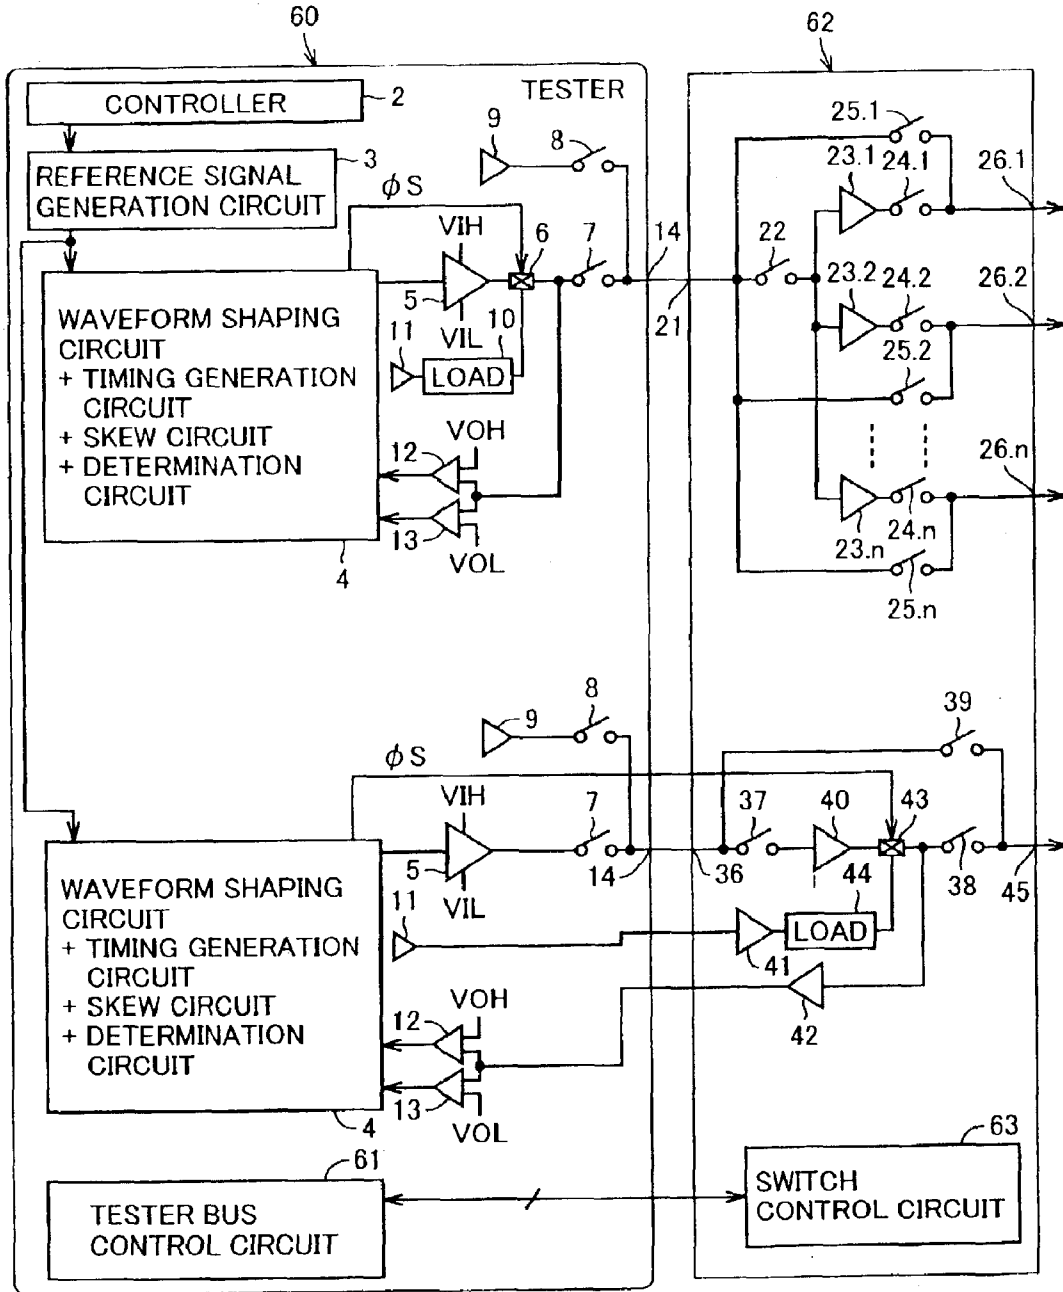 60
62
CONTROLLER
2
TESTER
REFERENCE SIGNAL
GENERATION CIRCUIT
3
9
8
25.1
23.1
24.1
26.1
φS
VIH
6
7
14
22
5
VIL
10
11
LOAD
21
23.2
24.2
26.2
25.2
WAVEFORM SHAPING
CIRCUIT
+ TIMING GENERATION
CIRCUIT
+ SKEW CIRCUIT
+ DETERMINATION
CIRCUIT
12
VOH
13
VOL
4
26.n
24.n
23.n
25.n
9
8
39
φS
VIH
7
37
40
43
5
VIL
14
36
44
38
45
11
LOAD
41
42
WAVEFORM SHAPING
CIRCUIT
+ TIMING GENERATION
CIRCUIT
+ SKEW CIRCUIT
+ DETERMINATION
CIRCUIT
12
VOH
13
VOL
4
61
63
TESTER BUS
CONTROL CIRCUIT
SWITCH
CONTROL CIRCUIT